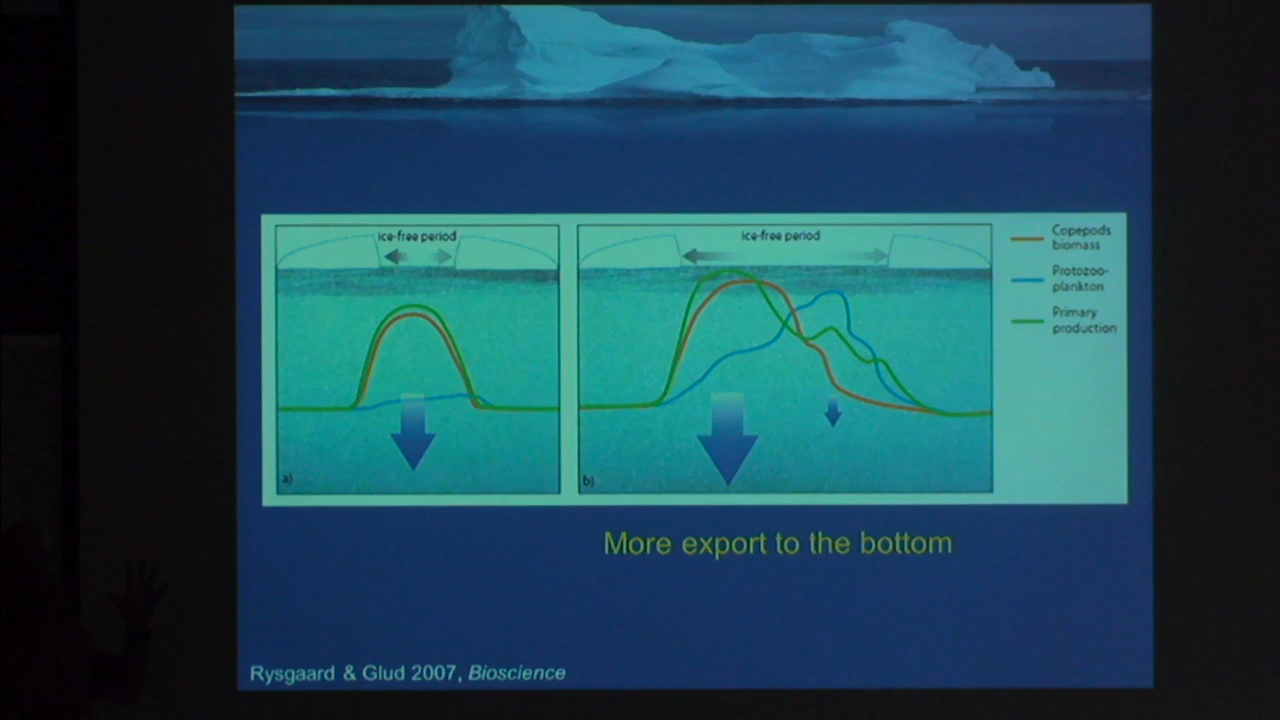 ice-free period
ice-free period
Copepods
biomass
Protozoo-
plankton
Primary
production
a)
b)
More export to the bottom
Rysgaard & Glud 2007, Bioscience